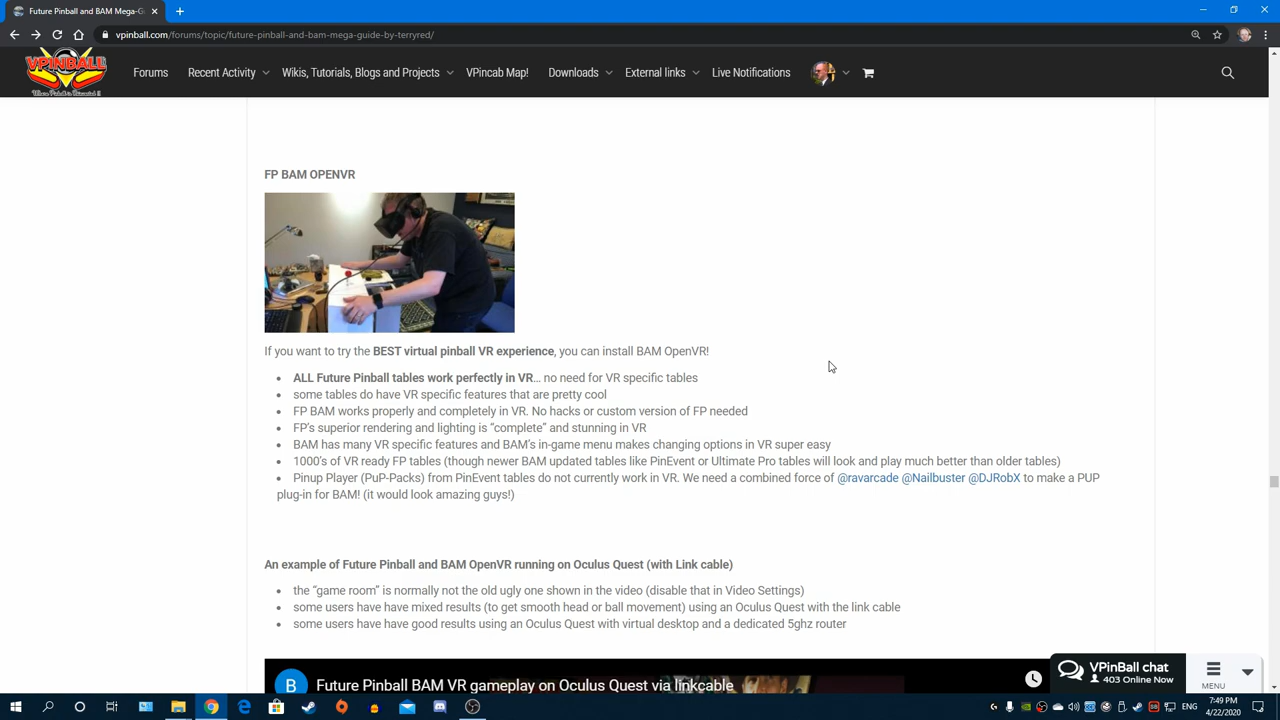 Future Pinball and BAM Mega-G
vpinball.com/forums/topic/future-pinball-and-bam-mega-guide-by-terryred/
VPINBALL
Forums
Recent Activity
Wikis, Tutorials, Blogs and Projects
VPincab Map!
Downloads
External links
Live Notifications
FP BAM OPENVR
If you want to try the BEST virtual pinball VR experience, you can install BAM OpenVR!
ALL Future Pinball tables work perfectly in VR… no need for VR specific tables
some tables do have VR specific features that are pretty cool
FP BAM works properly and completely in VR. No hacks or custom version of FP needed
FP's superior rendering and lighting is “complete” and stunning in VR
BAM has many VR specific features and BAM's in-game menu makes changing options in VR super easy
1000's of VR ready FP tables (though newer BAM updated tables like PinEvent or Ultimate Pro tables will look and play much better than older tables)
Pinup Player (PuP-Packs) from PinEvent tables do not currently work in VR. We need a combined force of @ravarcade @Nailbuster @DJRobX to make a PUP
plug-in for BAM! (it would look amazing guys!)
An example of Future Pinball and BAM OpenVR running on Oculus Quest (with Link cable)
the “game room” is normally not the old ugly one shown in the video (disable that in Video Settings)
some users have have mixed results (to get smooth head or ball movement) using an Oculus Quest with the link cable
some users have have good results using an Oculus Quest with virtual desktop and a dedicated 5ghz router
B
Future Pinball BAM VR gameplay on Oculus Quest via linkcable
VPinBall chat
403 Online Now
MENU
ENG
7:49 PM
4/22/2020